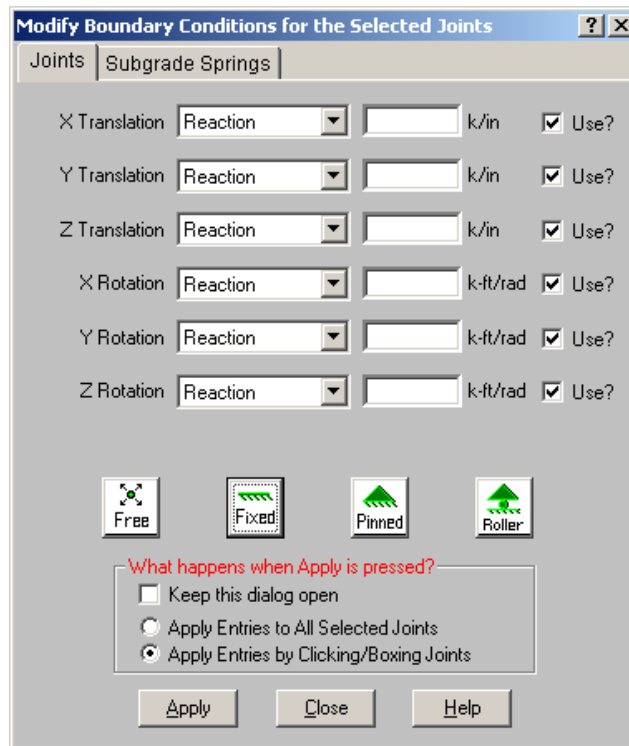 Modify Boundary Conditions for the Selected Joints
Joints Subgrade Springs
X Translation Reaction k/in Use?
Y Translation Reaction k/in Use?
Z Translation Reaction k/in Use?
X Rotation Reaction k-ft/rad Use?
Y Rotation Reaction k-ft/rad Use?
Z Rotation Reaction k-ft/rad Use?
Free Fixed Pinned Roller
What happens when Apply is pressed?
Keep this dialog open
Apply Entries to All Selected Joints
Apply Entries by Clicking/Boxing Joints
Apply Close Help